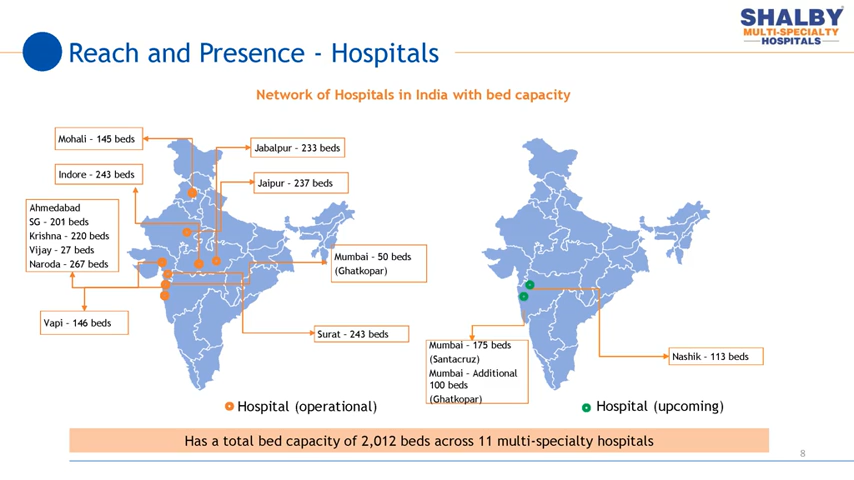 SHALBY
MULTI-SPECIALTY
HOSPITALS
Reach and Presence - Hospitals
Network of Hospitals in India with bed capacity
Mohali - 145 beds
Jabalpur - 233 beds
Indore - 243 beds
Jaipur - 237 beds
Ahmedabad
SG - 201 beds
Krishna - 220 beds
Vijay - 27 beds
Naroda - 267 beds
Mumbai - 50 beds
(Ghatkopar)
Vapi - 146 beds
Surat - 243 beds
Mumbai - 175 beds
(Santacruz)
Mumbai - Additional
100 beds
(Ghatkopar)
Nashik - 113 beds
Hospital (operational)
Hospital (upcoming)
Has a total bed capacity of 2,012 beds across 11 multi-specialty hospitals
8